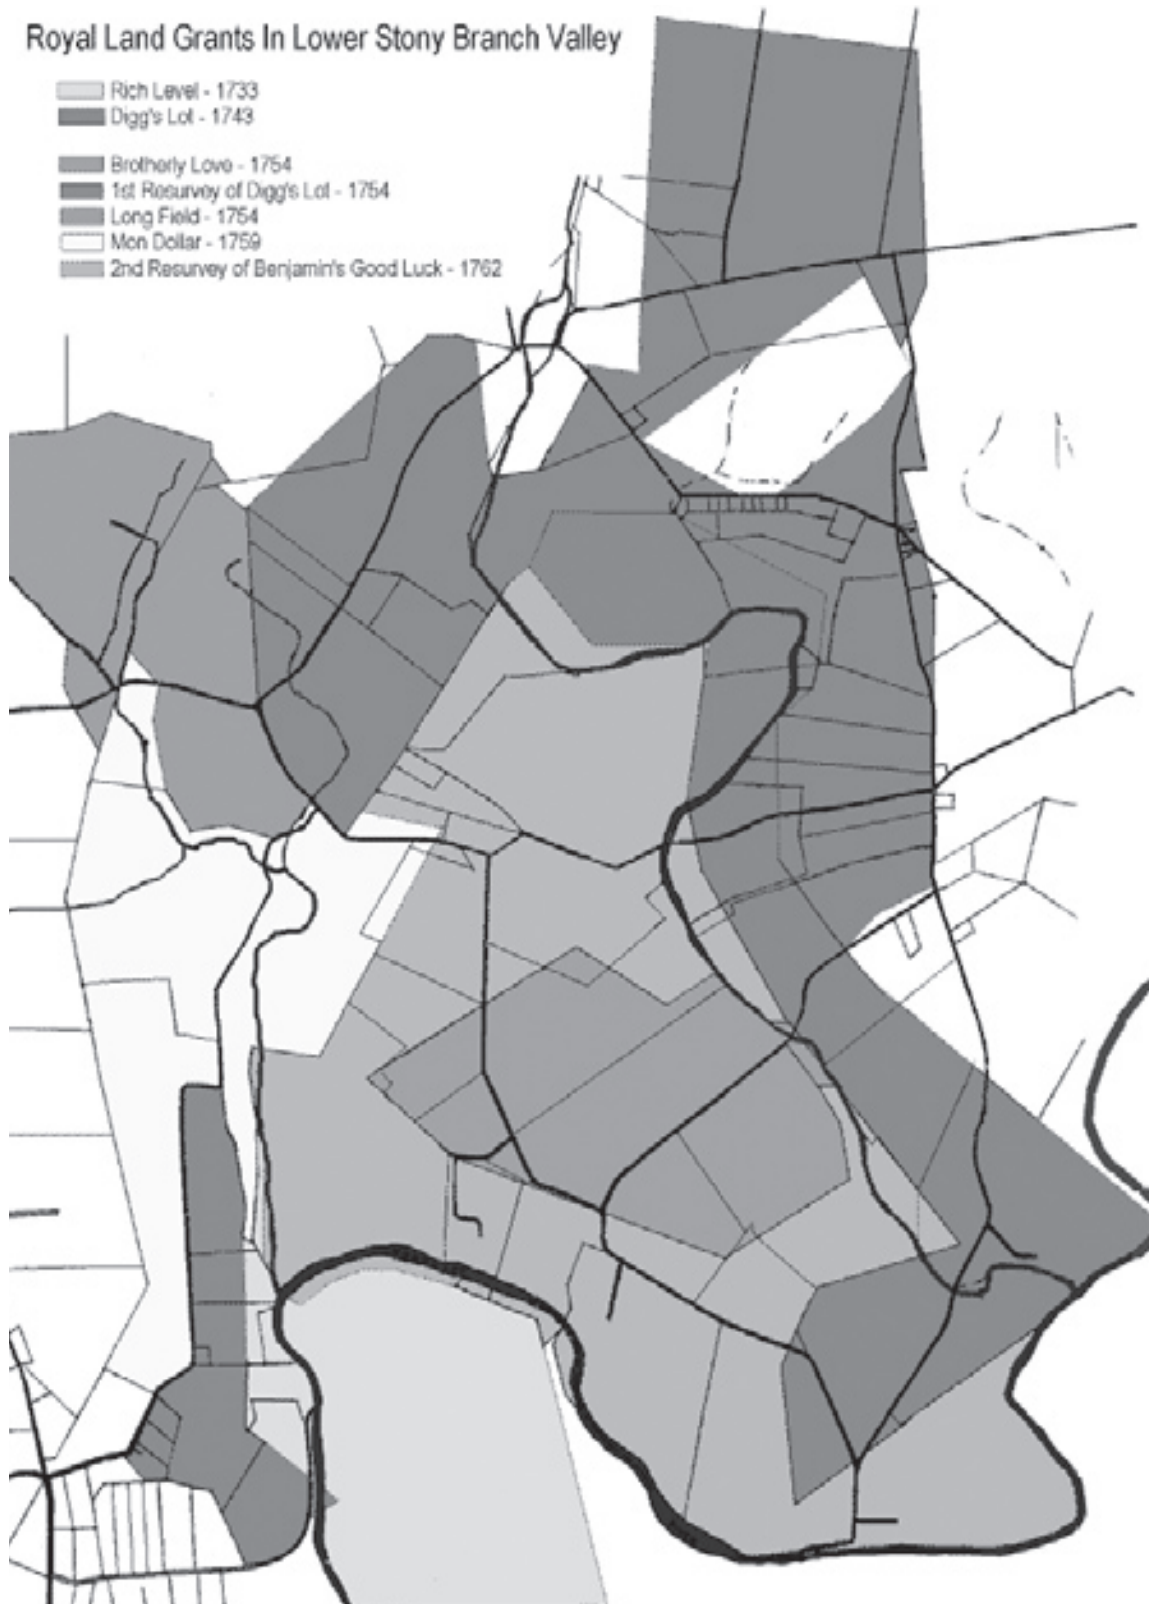 Royal Land Grants In Lower Stony Branch Valley
Rich Level - 1733
Digg's Lot - 1743
Brotherly Love - 1754
1st Resurvey of Digg's Lot - 1754
Long Field - 1754
Mon Dollar - 1759
2nd Resurvey of Benjamin's Good Luck - 1762